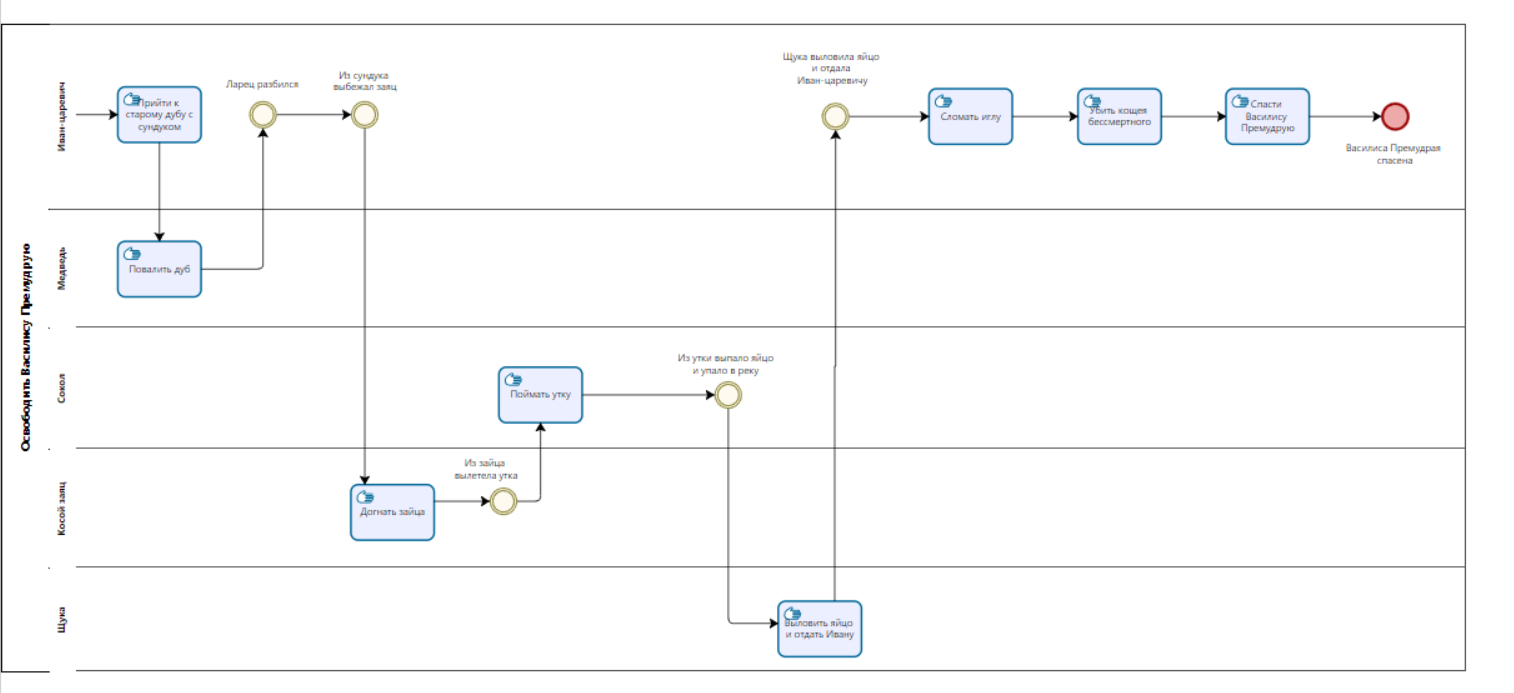 Освободить Василису Премудрую
Иван-царевич
Прийти к
старому дубу с
сундуком
Ларец разбился
Из сундука
выбежал заяц
Щука выловила яйцо
и отдала
Иван-царевичу
Сломать иглу
Убить кощея
бессмертного
Спасти
Василису
Премудрую
Василиса Премудрая
спасена
Медведь
Повалить дуб
Сокол
Поймать утку
Из утки выпало яйцо
и упало в реку
Косой заяц
Догнать зайца
Из зайца
вылетела утка
Щука
Выловить яйцо
и отдать Ивану